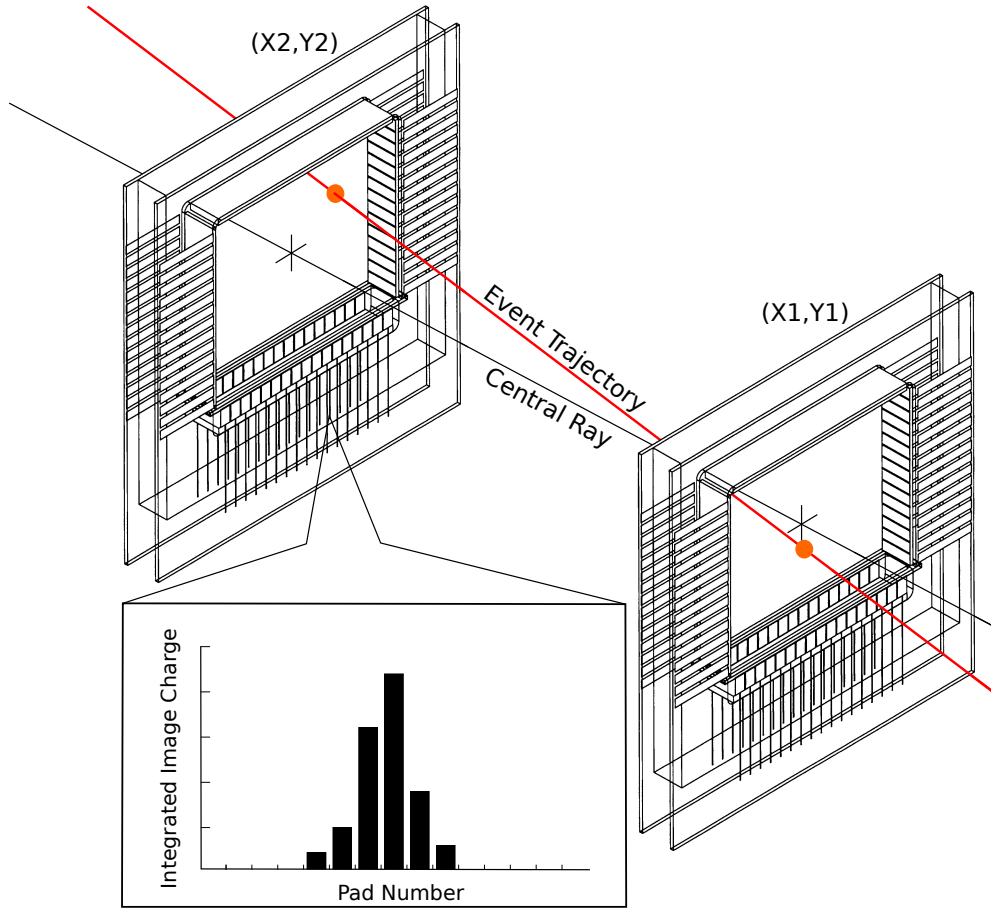 (X2,Y2)
(X1,Y1)
Event Trajectory
Central Ray
Integrated Image Charge
Pad Number